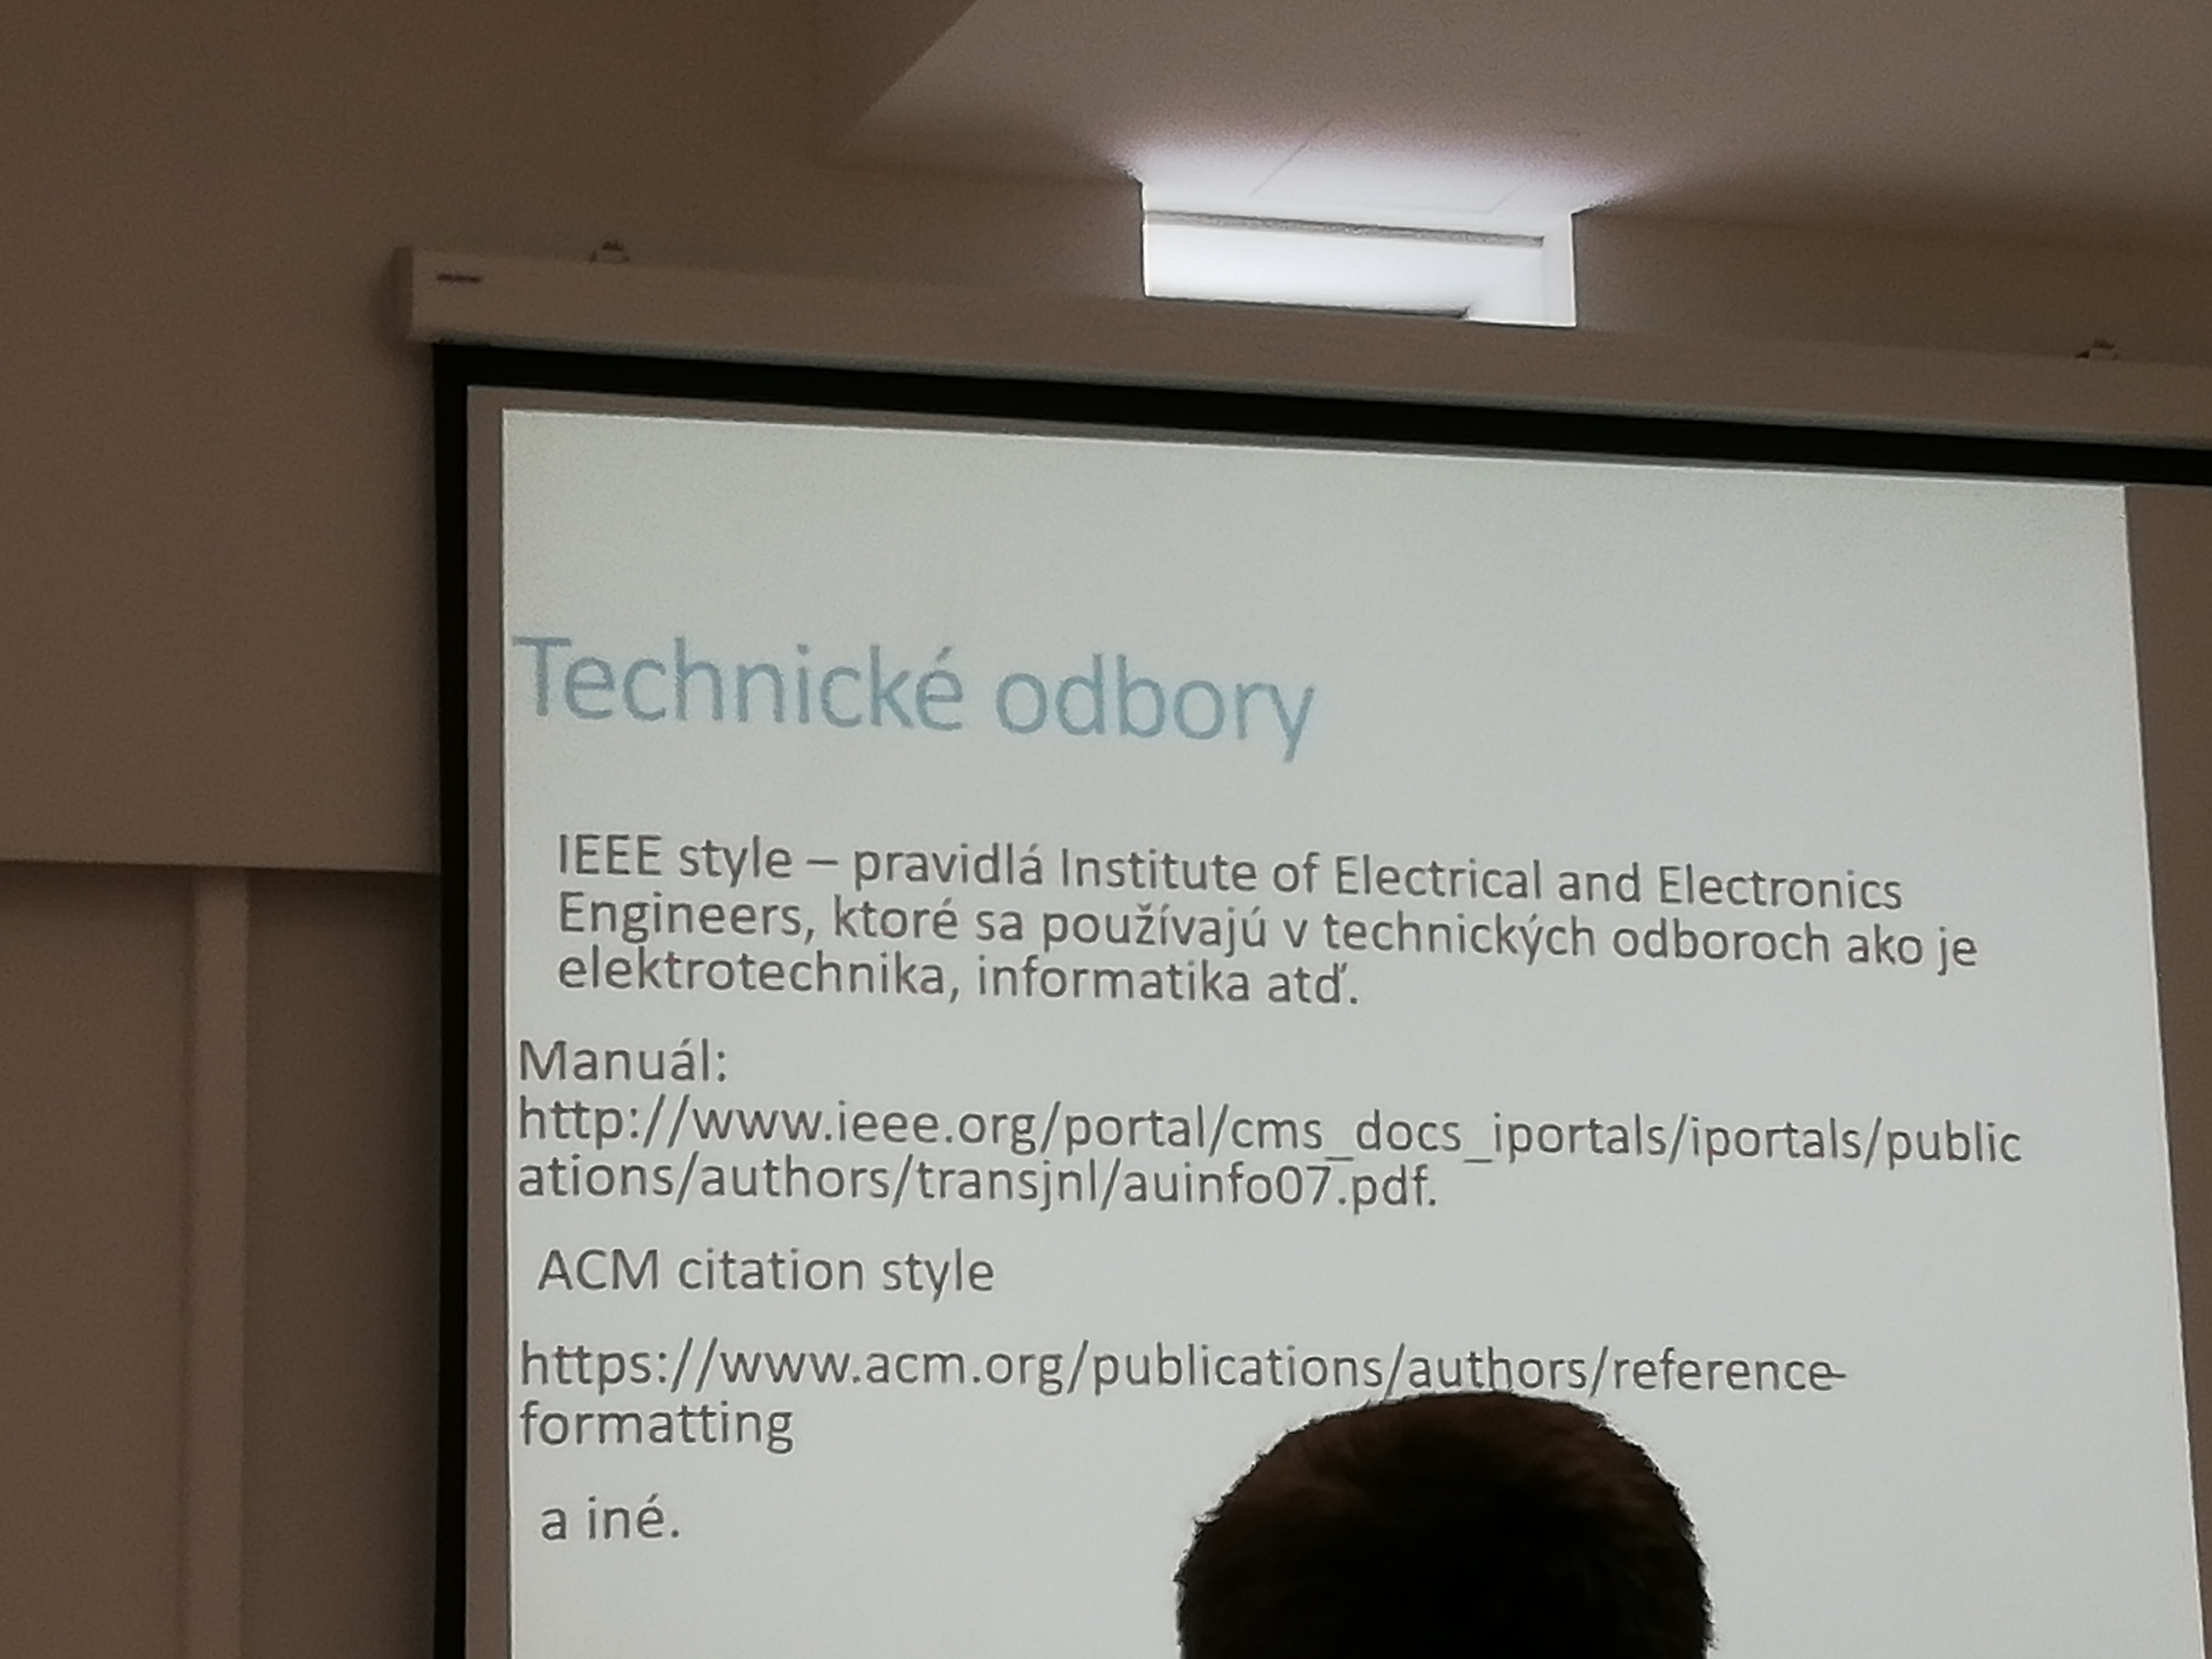 Technické odbory
IEEE style – pravidlá Institute of Electrical and Electronics
Engineers, ktoré sa používajú v technických odboroch ako je
elektrotechnika, informatika atď.
Manuál:
http://www.ieee.org/portal/cms_docs_iportals/iportals/public
ations/authors/transjnl/auinfo07.pdf.
ACM citation style
https://www.acm.org/publications/authors/reference-
formatting
a iné.